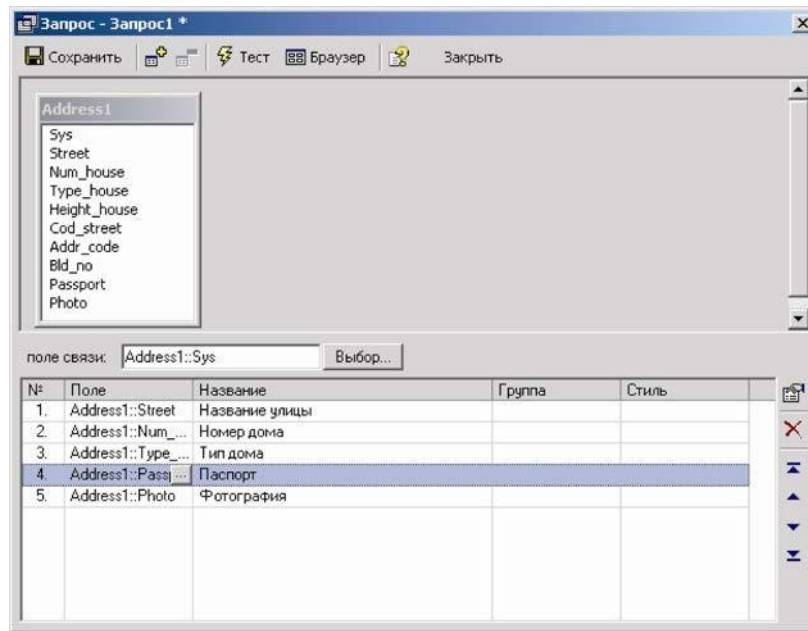 Запрос - Запрос1 *
Сохранить Тест Браузер Закрыть
Address1
Sys
Street
Num_house
Type_house
Height_house
Cod_street
Addr_code
Bld_no
Passport
Photo
поле связи: Address1::Sys Выбор...
№ Поле Название Группа Стиль
1. Address1::Street Название улицы
2. Address1::Num_... Номер дома
3. Address1::Type_... Тип дома
4. Address1::Pass ... Паспорт
5. Address1::Photo Фотография